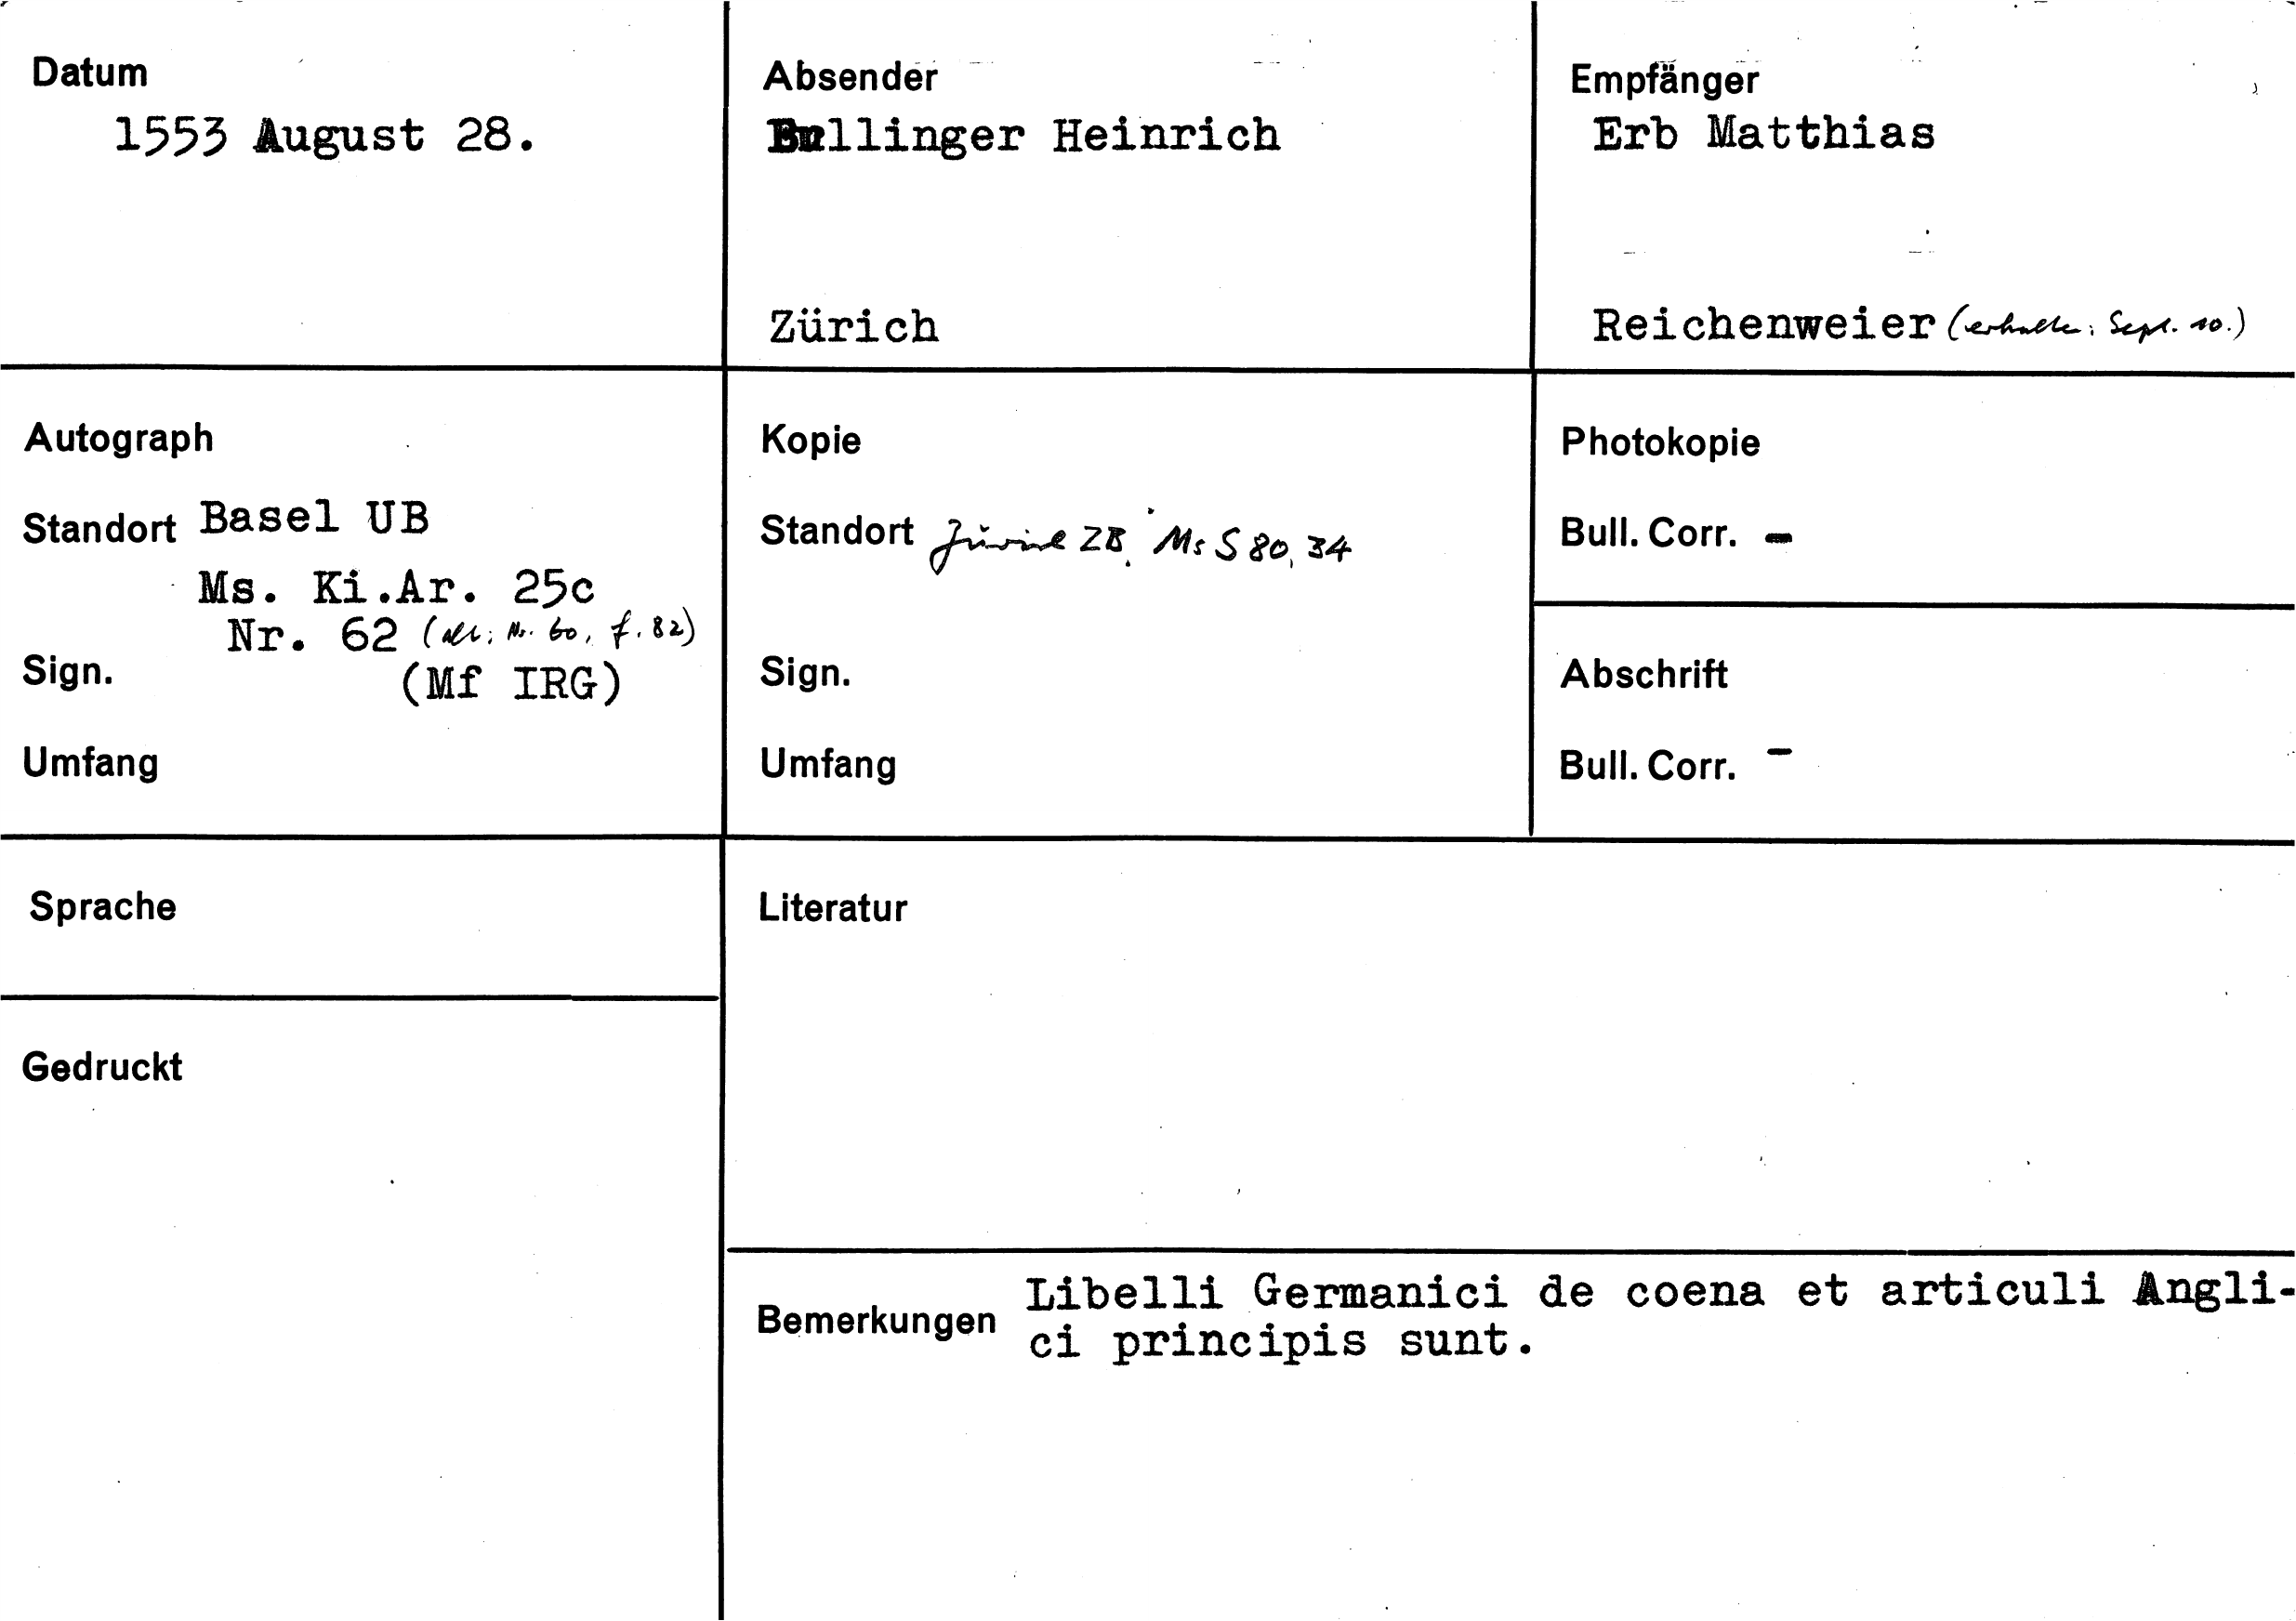 Datum
1553 August 28.
Absender
Bullinger Heinrich
Zürich
Empfänger
Erb Matthias
Reichenweier (erhalten: Sept. 10.)
Autograph
Standort Basel UB
Ms. Ki.Ar. 25c
Nr. 62 (alt: Nr. 60, f. 82)
Sign. (Mf IRG)
Umfang
Kopie
Standort Zürich ZB, Ms S 80, 34
Sign.
Umfang
Photokopie
Bull. Corr. -
Abschrift
Bull. Corr. -
Sprache
Gedruckt
Literatur
Bemerkungen Libelli Germanici de coena et articuli Angli-
ci principis sunt.